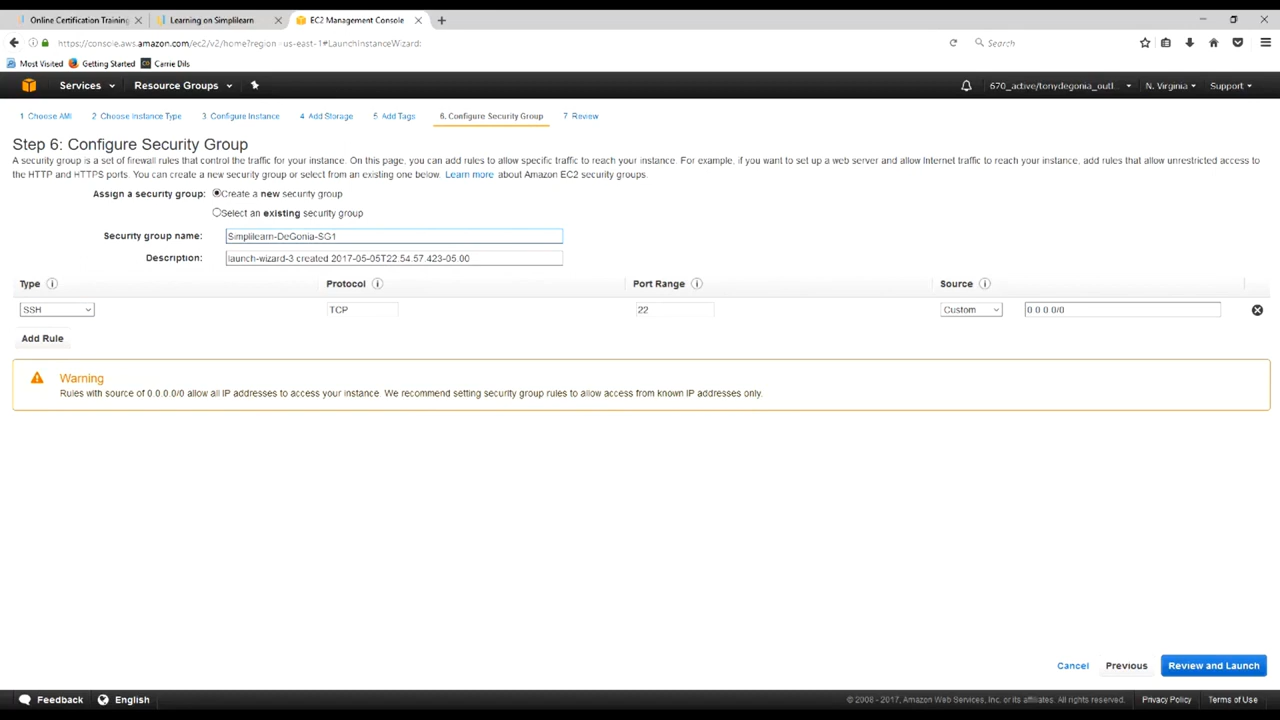 Online Certification Training
Learning on Simplilearn
EC2 Management Console
https://console.aws.amazon.com/ec2/v2/home?region=us-east-1#LaunchInstanceWizard:
Search
Most Visited
Getting Started
Carrie Dils
Services
Resource Groups
670_active/tonydegonia_outl...
N. Virginia
Support
1 Choose AMI
2 Choose Instance Type
3 Configure Instance
4 Add Storage
5 Add Tags
6. Configure Security Group
7 Review
Step 6: Configure Security Group
A security group is a set of firewall rules that control the traffic for your instance. On this page, you can add rules to allow specific traffic to reach your instance. For example, if you want to set up a web server and allow Internet traffic to reach your instance, add rules that allow unrestricted access to
the HTTP and HTTPS ports. You can create a new security group or select from an existing one below. Learn more about Amazon EC2 security groups.
Assign a security group:
Create a new security group
Select an existing security group
Security group name:
Simplilearn-DeGonia-SG1
Description:
launch-wizard-3 created 2017-05-05T22.54.57.423-05.00
Type
Protocol
Port Range
Source
SSH
TCP
22
Custom
0 0 0 0/0
Add Rule
Warning
Rules with source of 0.0.0.0/0 allow all IP addresses to access your instance. We recommend setting security group rules to allow access from known IP addresses only.
Cancel
Previous
Review and Launch
Feedback
English
© 2008 - 2017, Amazon Web Services, Inc. or its affiliates. All rights reserved.
Privacy Policy
Terms of Use